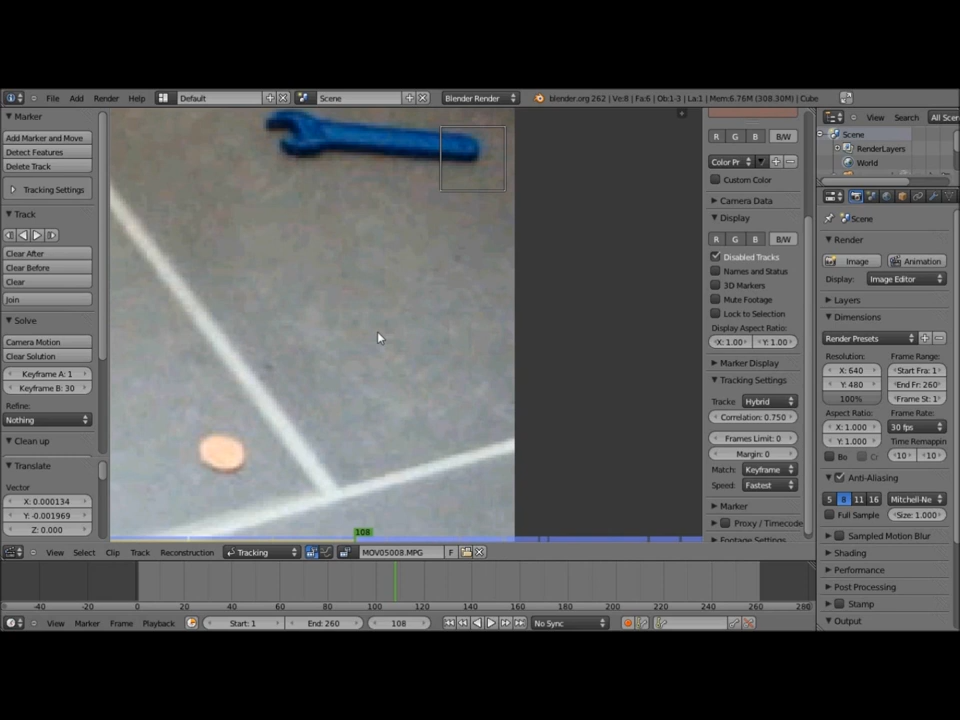 File Add Render Help Default Scene Blender Render blender.org 262 | Ve:8 | Fa:6 | Ob:1-3 | La:1 | Mem:6.76M (308.30M) | Cube
View Search All Scen
Scene
RenderLayers
World
Marker
Add Marker and Move
Detect Features
Delete Track
Tracking Settings
Track
Clear After
Clear Before
Clear
Join
Solve
Camera Motion
Clear Solution
Keyframe A: 1
Keyframe B: 30
Refine:
Nothing
Clean up
Translate
Vector
X: 0.000134
Y: -0.001969
Z: 0.000
108
R G B B/W
Color Pr
Custom Color
Camera Data
Display
R G B B/W
Disabled Tracks
Names and Status
3D Markers
Mute Footage
Lock to Selection
Display Aspect Ratio:
X: 1.00 Y: 1.00
Marker Display
Tracking Settings
Tracke Hybrid
Correlation: 0.750
Frames Limit: 0
Margin: 0
Match: Keyframe
Speed: Fastest
Marker
Proxy / Timecode
Footage Settings
Scene
Render
Image Animation
Display: Image Editor
Layers
Dimensions
Render Presets
Resolution: Frame Range:
X: 640 Start Fra: 1
Y: 480 End Fr: 260
100% Frame St: 1
Aspect Ratio: Frame Rate:
X: 1.000 30 fps
Y: 1.000 Time Remappin
Bo Cr 10 10
Anti-Aliasing
5 8 11 16 Mitchell-Ne
Full Sample Size: 1.000
Sampled Motion Blur
Shading
Performance
Post Processing
Stamp
Output
View Select Clip Track Reconstruction Tracking MOV05008.MPG F
-40 -20 0 20 40 60 80 100 120 140 160 180 200 220 240 260 280
View Marker Frame Playback Start: 1 End: 260 108 No Sync